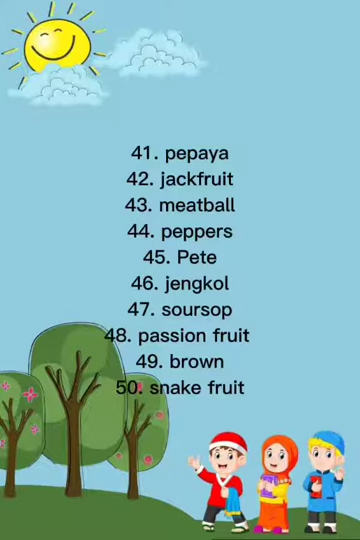 41. pepaya
42. jackfruit
43. meatball
44. peppers
45. Pete
46. jengkol
47. soursop
48. passion fruit
49. brown
50. snake fruit